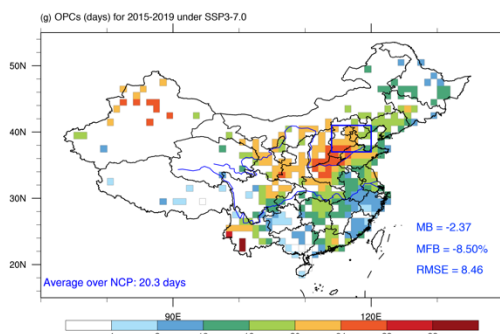 (g) OPCs (days) for 2015-2019 under SSP3-7.0
50N
40N
30N
20N
MB = -2.37
MFB = -8.50%
RMSE = 8.46
Average over NCP: 20.3 days
90E 120E